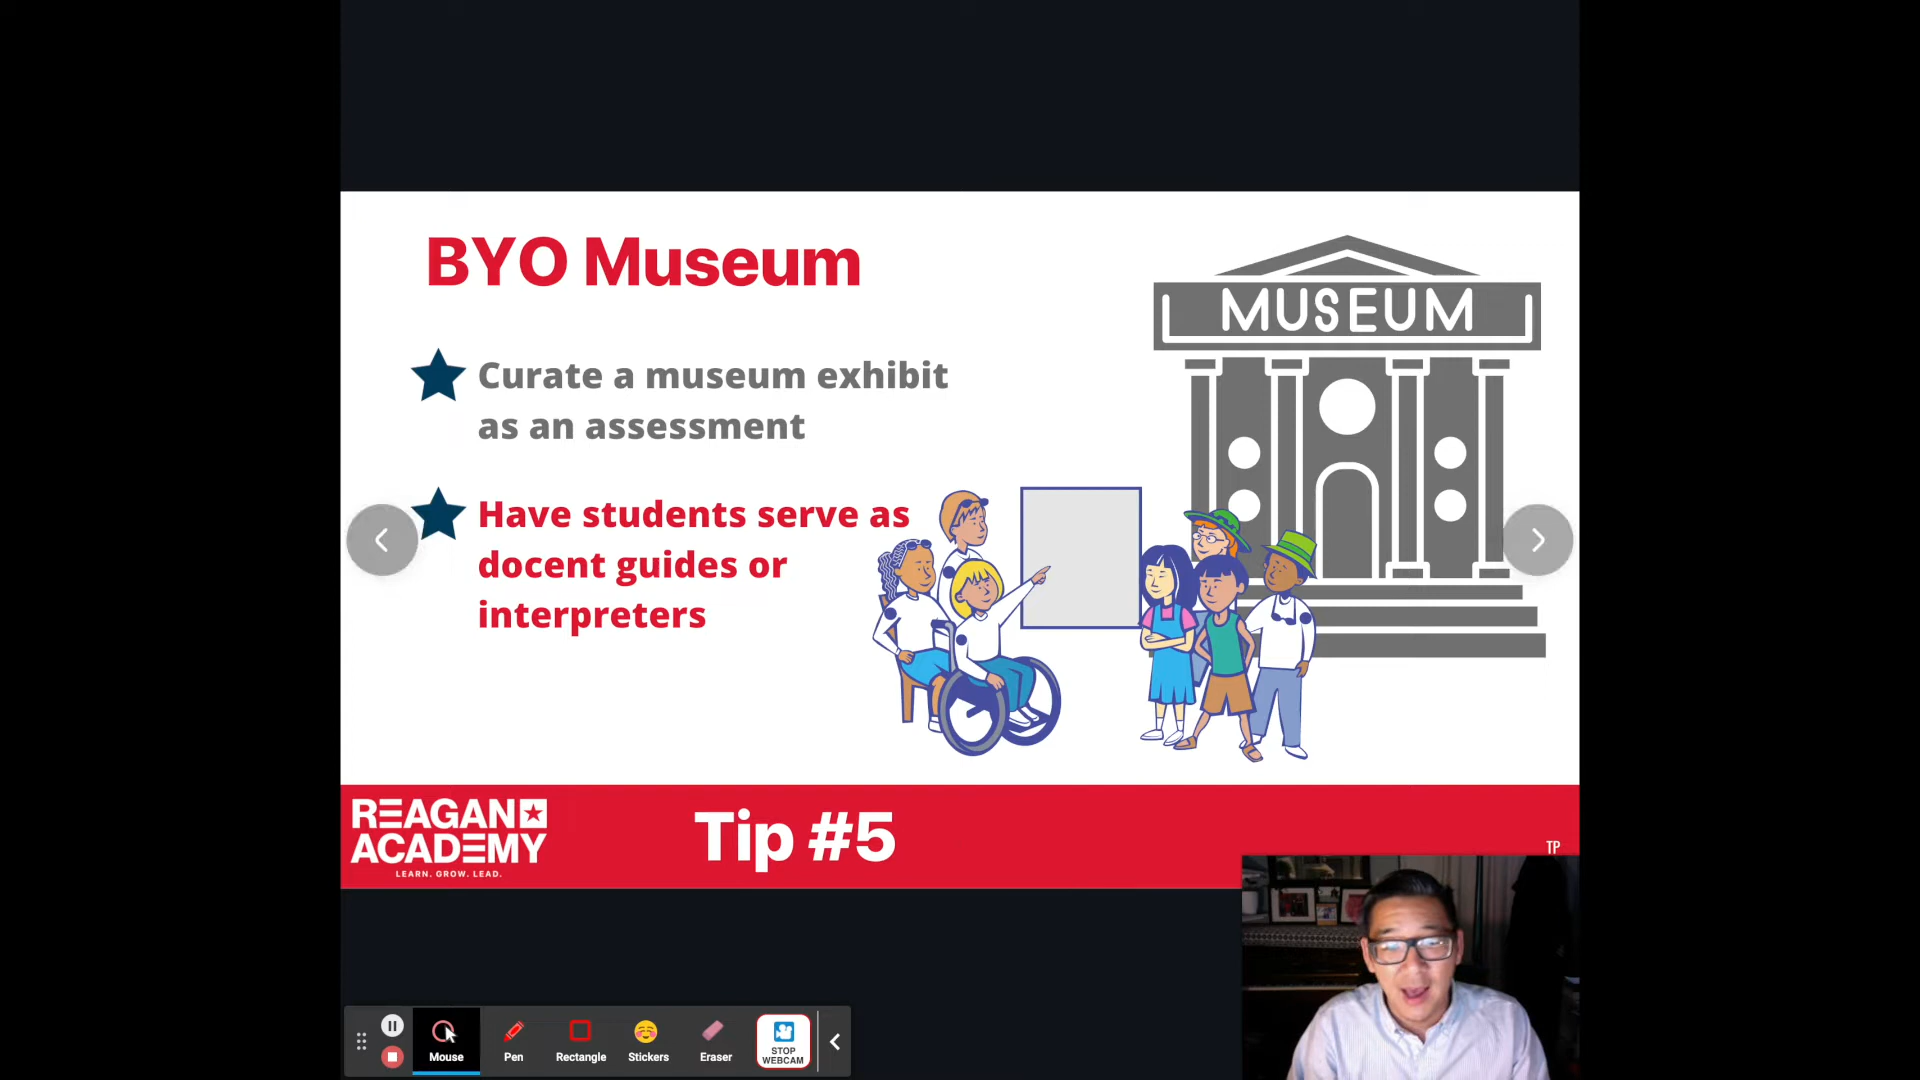 BYO Museum
MUSEUM
Curate a museum exhibit
as an assessment
Have students serve as
docent guides or
interpreters
REAGAN
ACADEMY
LEARN. GROW. LEAD.
Tip #5
TP
Mouse
Pen
Rectangle
Stickers
Eraser
STOP
WEBCAM